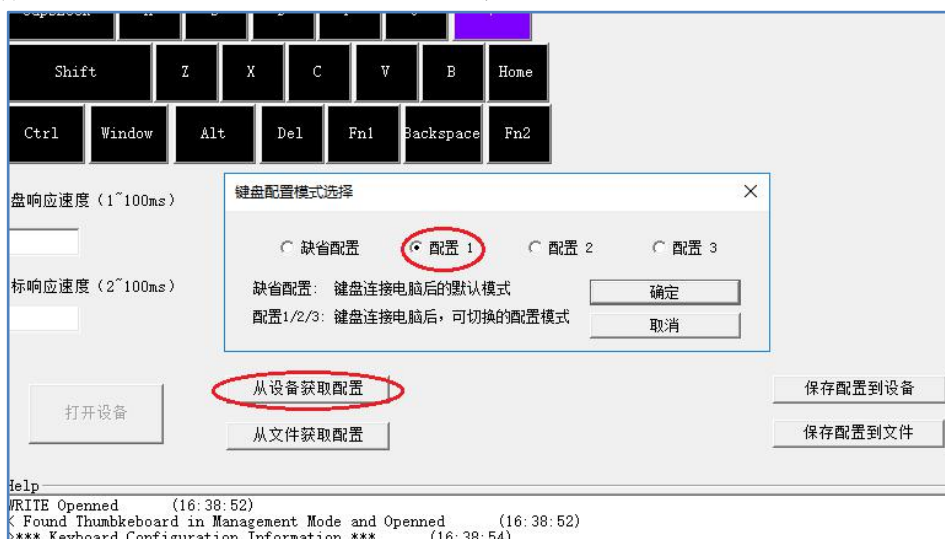 Shift Z X C V B Home
Ctrl Window Alt Del Fn1 Backspace Fn2
盘响应速度 (1~100ms)
键盘配置模式选择
缺省配置 配置 1 配置 2 配置 3
标响应速度 (2~100ms)
缺省配置: 键盘连接电脑后的默认模式
确定
配置1/2/3: 键盘连接电脑后，可切换的配置模式
取消
从设备获取配置
保存配置到设备
打开设备
从文件获取配置
保存配置到文件
Help
WRITE Openned (16:38:52)
< Found Thumbkeboard in Management Mode and Openned (16:38:52)
>*** Keyboard Configuration Information *** (16:38:54)